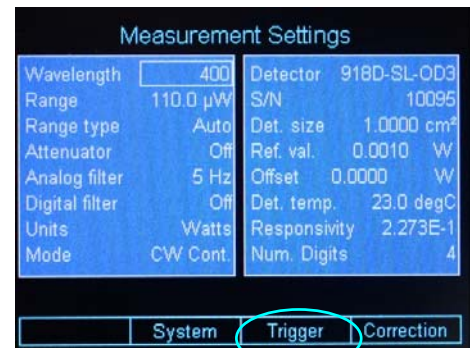 Measurement Settings
Wavelength 400
Range 110.0 µW
Range type Auto
Attenuator Off
Analog filter 5 Hz
Digital filter Off
Units Watts
Mode CW Cont.
Detector 918D-SL-OD3
S/N 10095
Det. size 1.0000 cm²
Ref. val. 0.0010 W
Offset 0.0000 W
Det. temp. 23.0 degC
Responsivity 2.273E-1
Num. Digits 4
System Trigger Correction